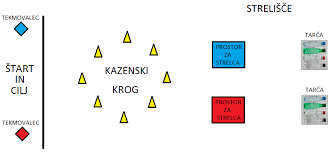 STRELIŠČE
TEKMOVALEC
TARČA
PROSTOR
ZA
STRELCA
ŠTART
IN
CILJ
KAZENSKI
KROG
TARČA
PROSTOR
ZA
STRELCA
TEKMOVALEC